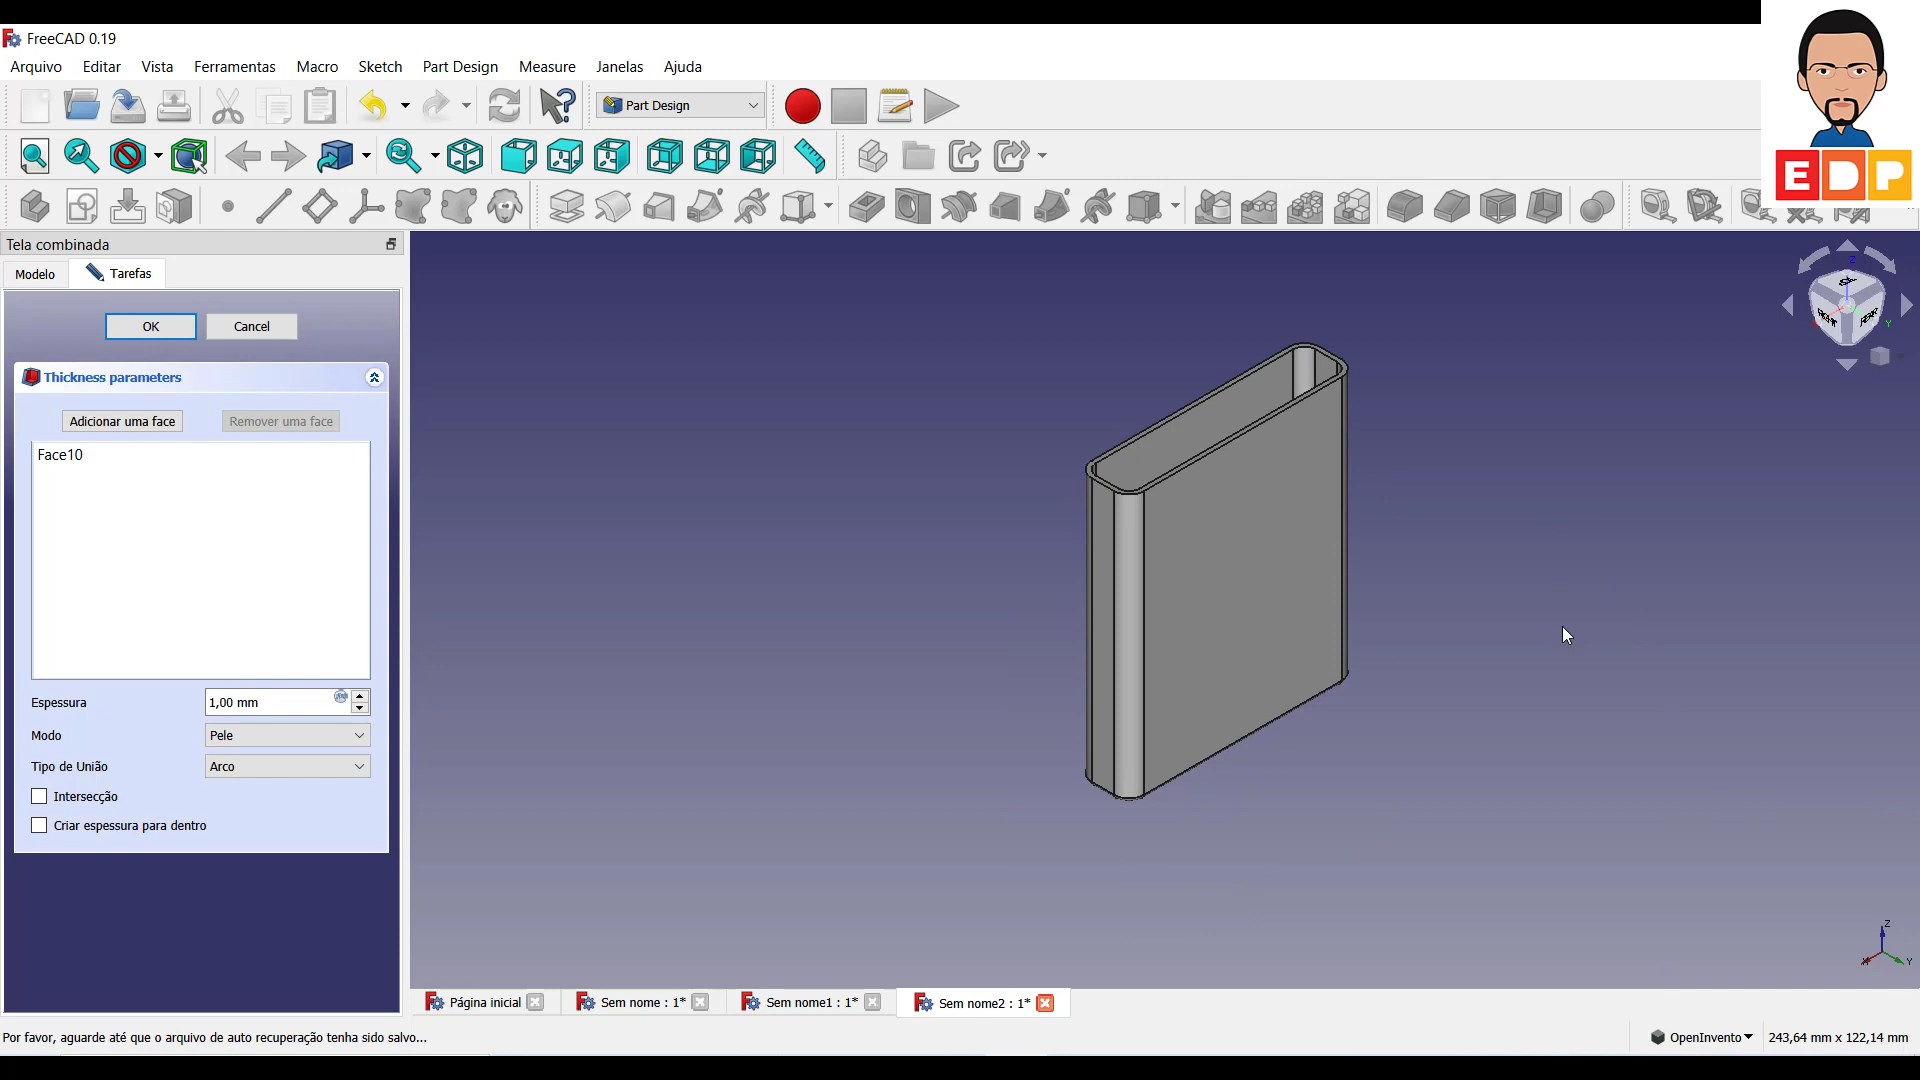 FreeCAD 0.19
Arquivo Editar Vista Ferramentas Macro Sketch Part Design Measure Janelas Ajuda
Part Design
EDP
Tela combinada
Modelo Tarefas
OK Cancel
Thickness parameters
Adicionar uma face Remover uma face
Face10
Espessura 1,00 mm
Modo Pele
Tipo de União Arco
Intersecção
Criar espessura para dentro
Z
Y
Z
X Y
Página inicial Sem nome : 1* Sem nome1 : 1* Sem nome2 : 1*
Por favor, aguarde até que o arquivo de auto recuperação tenha sido salvo... OpenInvento 243,64 mm x 122,14 mm